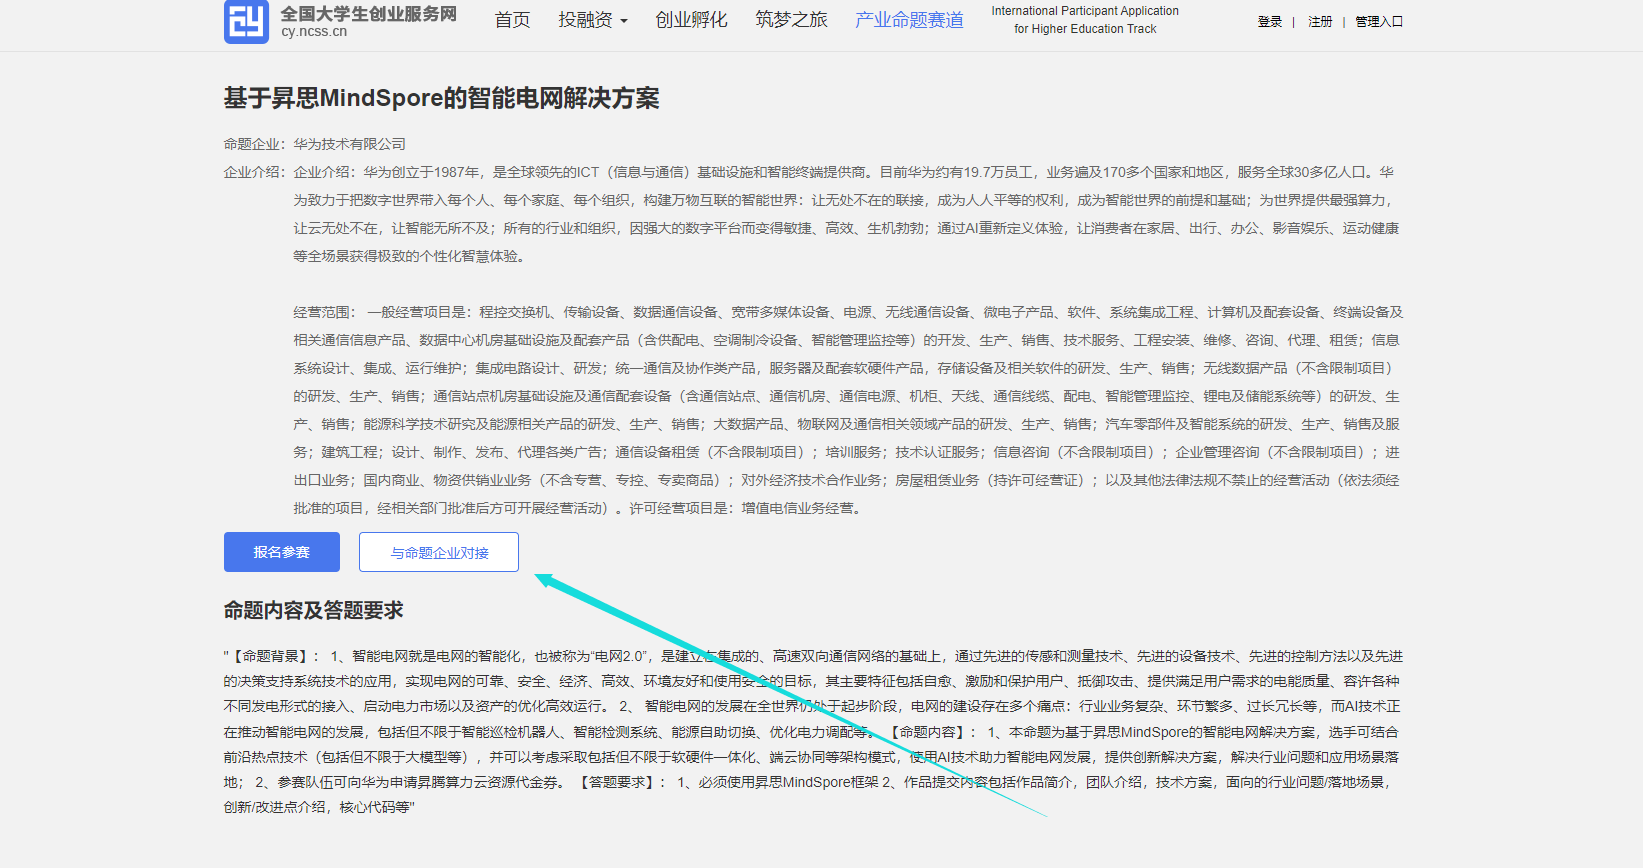 全国大学生创业服务网
cy.ncss.cn
首页 投融资 创业孵化 筑梦之旅 产业命题赛道 International Participant Application for Higher Education Track 登录 | 注册 | 管理入口
基于昇思MindSpore的智能电网解决方案
命题企业：华为技术有限公司
企业介绍：企业介绍：华为创立于1987年，是全球领先的ICT（信息与通信）基础设施和智能终端提供商。目前华为约有19.7万员工，业务遍及170多个国家和地区，服务全球30多亿人口。华
为致力于把数字世界带入每个人、每个家庭、每个组织，构建万物互联的智能世界：让无处不在的联接，成为人人平等的权利，成为智能世界的前提和基础；为世界提供最强算力，
让云无处不在，让智能无所不及；所有的行业和组织，因强大的数字平台而变得敏捷、高效、生机勃勃；通过AI重新定义体验，让消费者在家居、出行、办公、影音娱乐、运动健康
等全场景获得极致的个性化智慧体验。
经营范围： 一般经营项目是：程控交换机、传输设备、数据通信设备、宽带多媒体设备、电源、无线通信设备、微电子产品、软件、系统集成工程、计算机及配套设备、终端设备及
相关通信信息产品、数据中心机房基础设施及配套产品（含供配电、空调制冷设备、智能管理监控等）的开发、生产、销售、技术服务、工程安装、维修、咨询、代理、租赁；信息
系统设计、集成、运行维护；集成电路设计、研发；统一通信及协作类产品，服务器及配套软硬件产品，存储设备及相关软件的研发、生产、销售；无线数据产品（不含限制项目）
的研发、生产、销售；通信站点机房基础设施及通信配套设备（含通信站点、通信机房、通信电源、机柜、天线、通信线缆、配电、智能管理监控、锂电及储能系统等）的研发、生
产、销售；能源科学技术研究及能源相关产品的研发、生产、销售；大数据产品、物联网及通信相关领域产品的研发、生产、销售；汽车零部件及智能系统的研发、生产、销售及服
务；建筑工程；设计、制作、发布、代理各类广告；通信设备租赁（不含限制项目）；培训服务；技术认证服务；信息咨询（不含限制项目）；企业管理咨询（不含限制项目）；进
出口业务；国内商业、物资供销业业务（不含专营、专控、专卖商品）；对外经济技术合作业务；房屋租赁业务（持许可经营证）；以及其他法律法规不禁止的经营活动（依法须经
批准的项目，经相关部门批准后方可开展经营活动）。许可经营项目是：增值电信业务经营。
报名参赛 与命题企业对接
命题内容及答题要求
"【命题背景】： 1、智能电网就是电网的智能化，也被称为“电网2.0”，是建立在集成的、高速双向通信网络的基础上，通过先进的传感和测量技术、先进的设备技术、先进的控制方法以及先进
的决策支持系统技术的应用，实现电网的可靠、安全、经济、高效、环境友好和使用安全的目标，其主要特征包括自愈、激励和保护用户、抵御攻击、提供满足用户需求的电能质量、容许各种
不同发电形式的接入、启动电力市场以及资产的优化高效运行。 2、 智能电网的发展在全世界仍处于起步阶段，电网的建设存在多个痛点：行业业务复杂、环节繁多、过长冗长等，而AI技术正
在推动智能电网的发展，包括但不限于智能巡检机器人、智能检测系统、能源自助切换、优化电力调配等。 【命题内容】： 1、本命题为基于昇思MindSpore的智能电网解决方案，选手可结合
前沿热点技术（包括但不限于大模型等），并可以考虑采取包括但不限于软硬件一体化、端云协同等架构模式，使用AI技术助力智能电网发展，提供创新解决方案，解决行业问题和应用场景落
地； 2、参赛队伍可向华为申请昇腾算力云资源代金券。 【答题要求】： 1、必须使用昇思MindSpore框架 2、作品提交内容包括作品简介，团队介绍，技术方案，面向的行业问题/落地场景，
创新/改进点介绍，核心代码等"